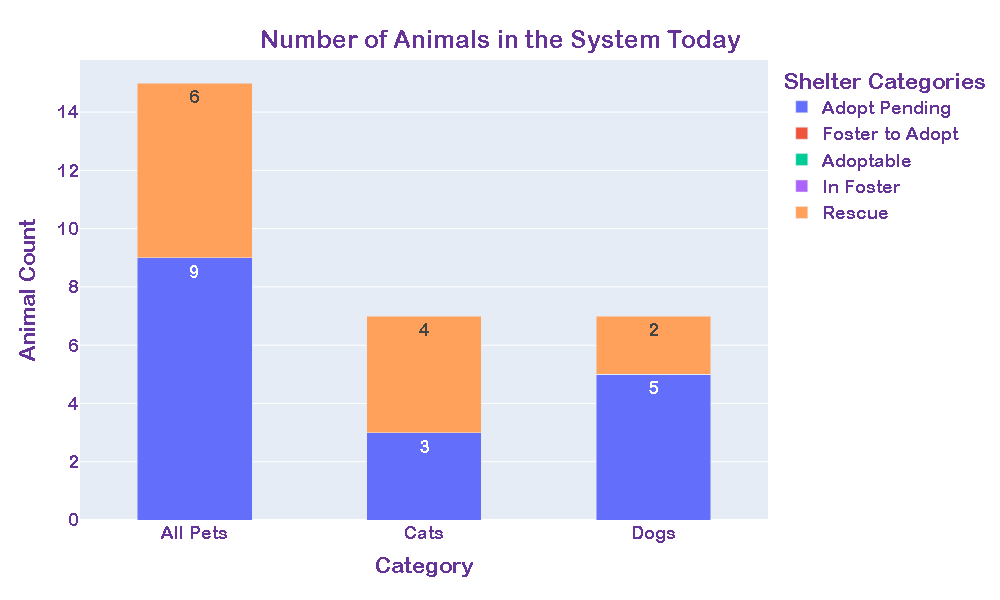 Number of Animals in the System Today
Shelter Categories
Adopt Pending
Foster to Adopt
Adoptable
In Foster
Rescue
Animal Count
14
12
10
8
6
4
2
0
6
9
4
3
2
5
All Pets
Cats
Dogs
Category